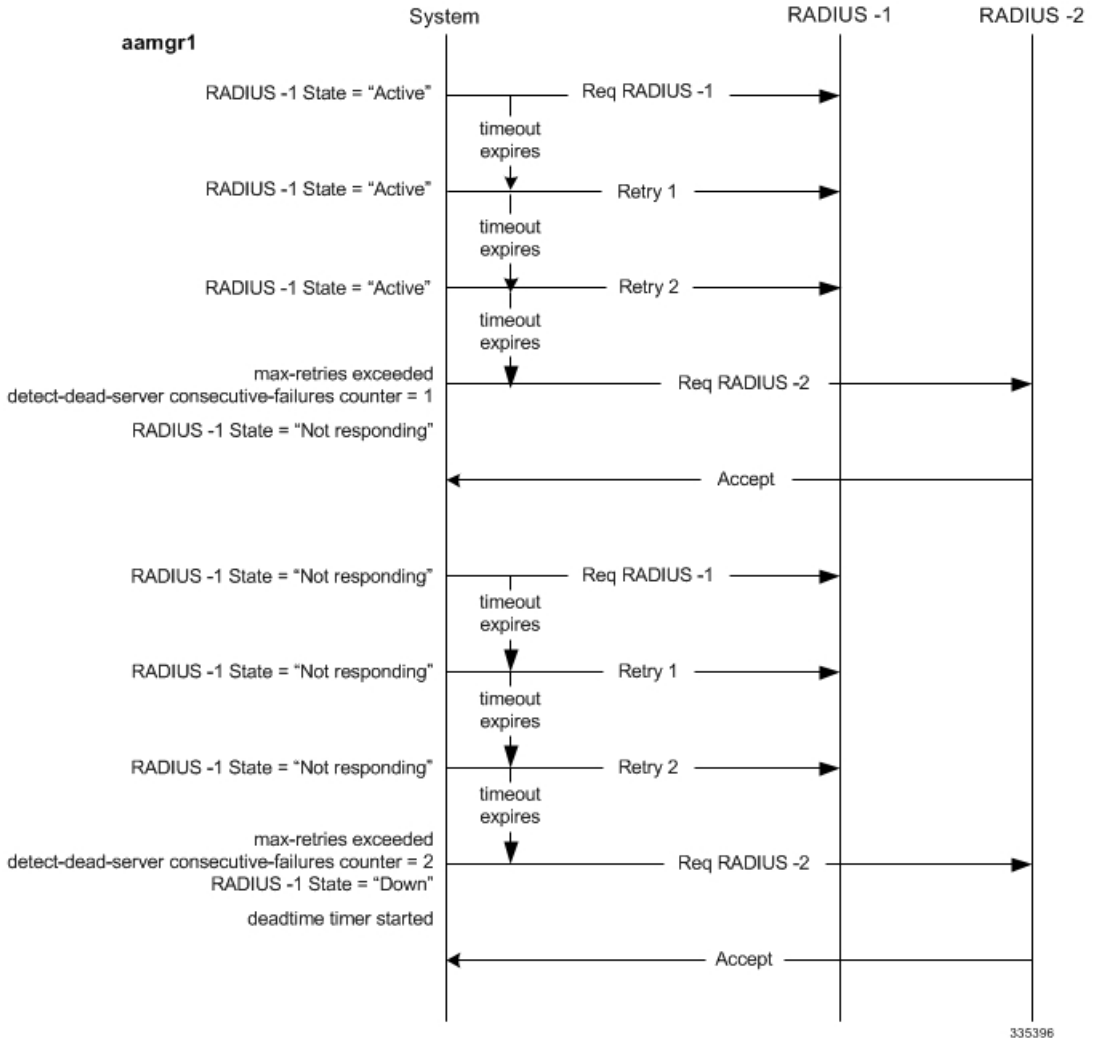 System RADIUS -1 RADIUS -2
aamgr1
RADIUS -1 State = “Active” Req RADIUS -1
timeout
expires
RADIUS -1 State = “Active” Retry 1
timeout
expires
RADIUS -1 State = “Active” Retry 2
timeout
expires
max-retries exceeded
Req RADIUS -2
detect-dead-server consecutive-failures counter = 1
RADIUS -1 State = “Not responding”
Accept
RADIUS -1 State = “Not responding” Req RADIUS -1
timeout
expires
RADIUS -1 State = “Not responding” Retry 1
timeout
expires
RADIUS -1 State = “Not responding” Retry 2
timeout
expires
max-retries exceeded
detect-dead-server consecutive-failures counter = 2 Req RADIUS -2
RADIUS -1 State = “Down”
deadtime timer started
Accept
335396